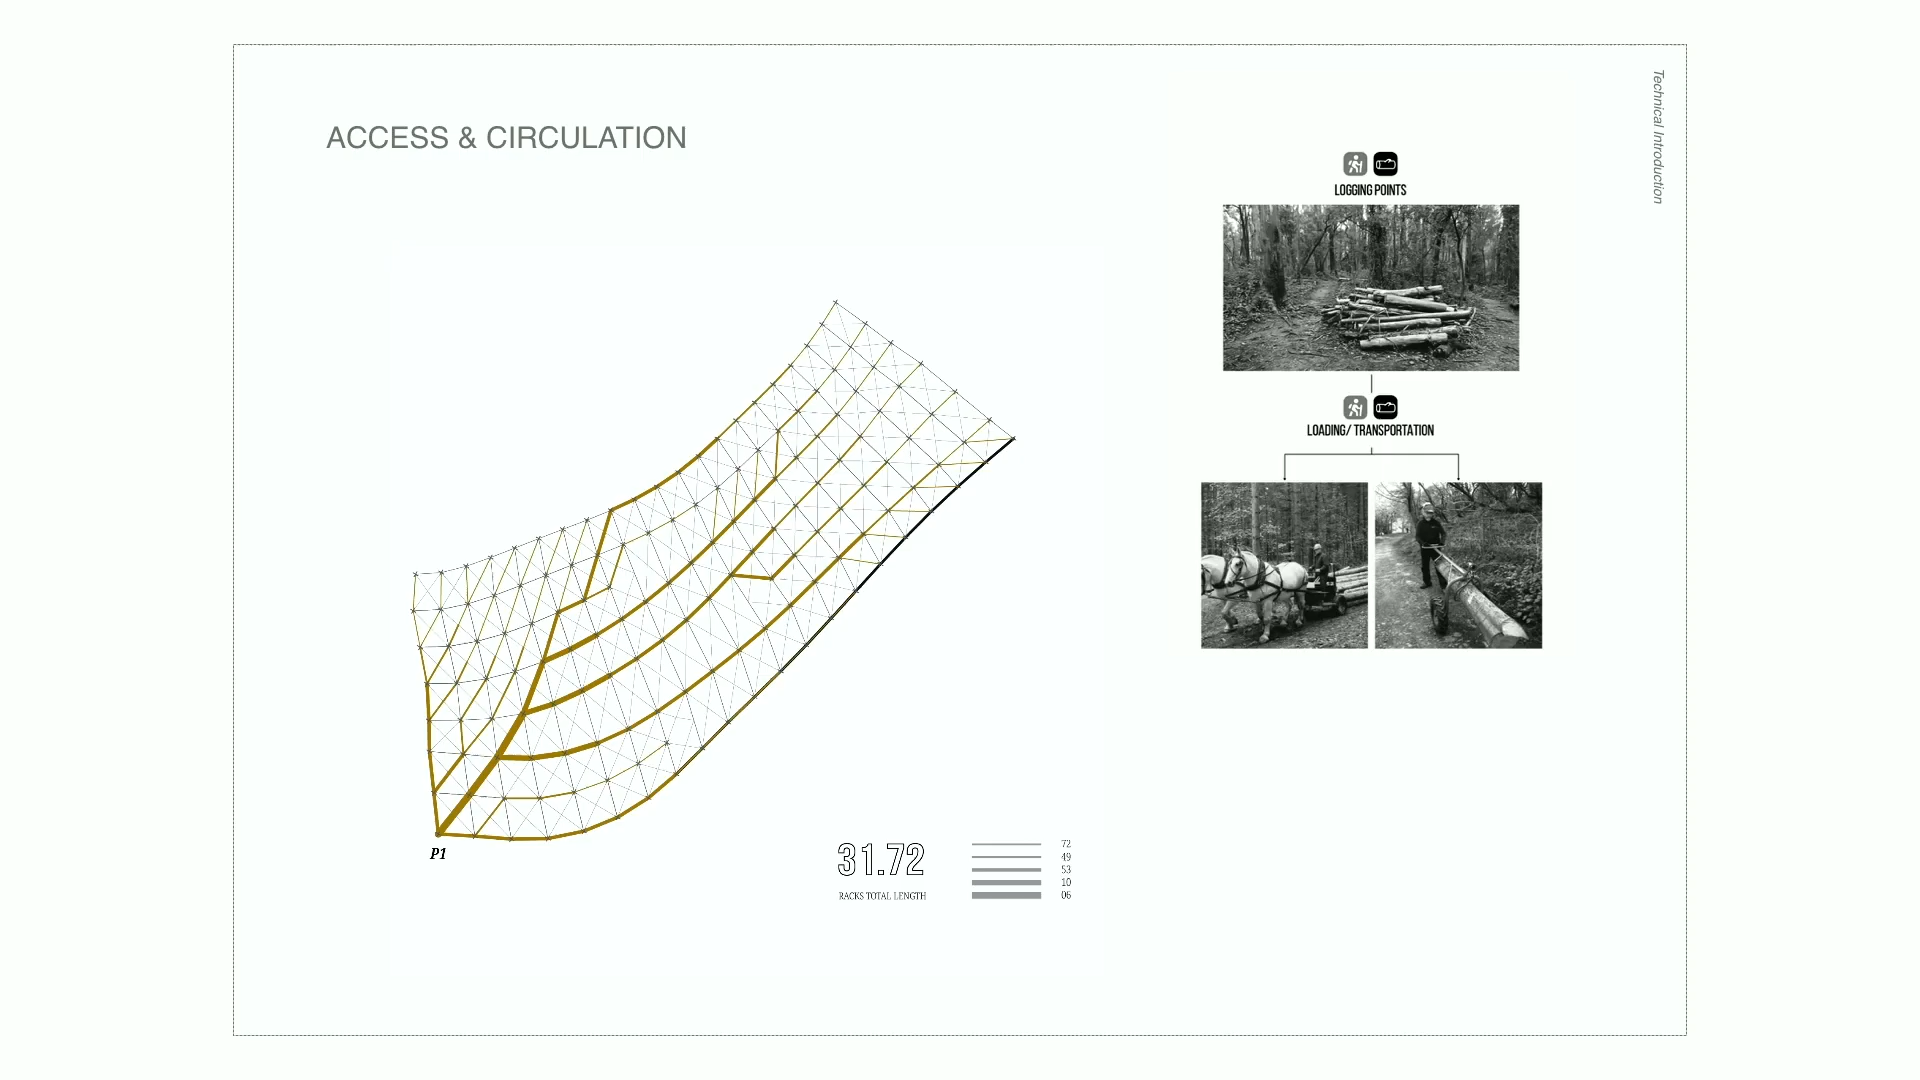 ACCESS & CIRCULATION
Technical Introduction
LOGGING POINTS
LOADING/ TRANSPORTATION
P1
31.72
RACKS TOTAL LENGTH
72
49
53
10
06